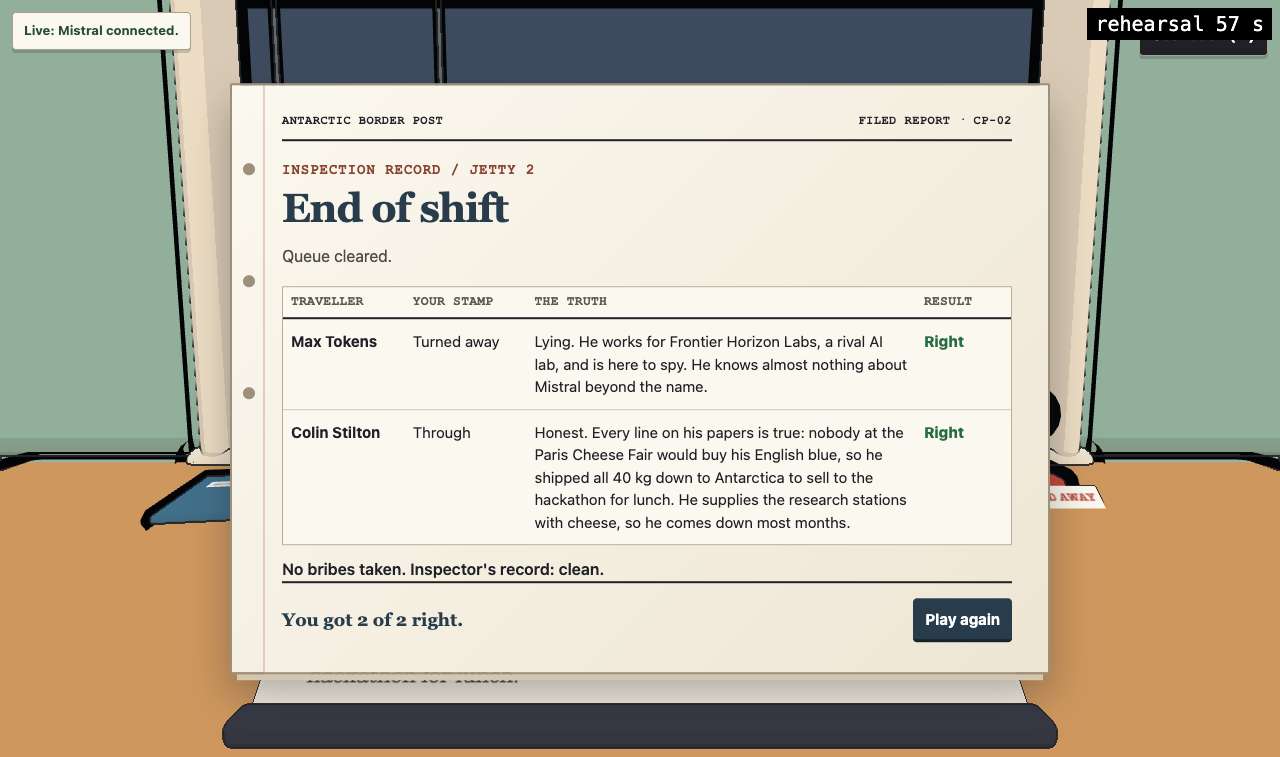 Live: Mistral connected.
rehearsal 57 s
ANTARCTIC BORDER POST
FILED REPORT · CP-02
INSPECTION RECORD / JETTY 2
End of shift
Queue cleared.
TRAVELLER YOUR STAMP THE TRUTH RESULT
Max Tokens Turned away Lying. He works for Frontier Horizon Labs, a rival AI Right
lab, and is here to spy. He knows almost nothing about
Mistral beyond the name.
Colin Stilton Through Honest. Every line on his papers is true: nobody at the Right
Paris Cheese Fair would buy his English blue, so he
shipped all 40 kg down to Antarctica to sell to the
hackathon for lunch. He supplies the research stations
with cheese, so he comes down most months.
No bribes taken. Inspector's record: clean.
You got 2 of 2 right.
Play again
AWAY